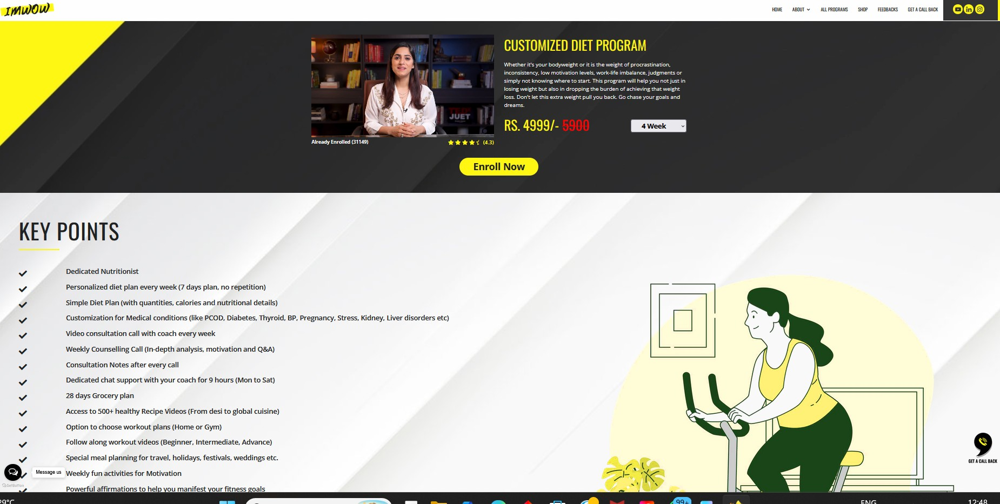 IMWOW
HOME
ABOUT
ALL PROGRAMS
SHOP
FEEDBACKS
GET A CALL BACK
CUSTOMIZED DIET PROGRAM
Whether it's your bodyweight or it is the weight of procrastination,
inconsistency, low motivation levels, work-life imbalance, judgments or
simply not knowing where to start. This program will help you not just in
losing weight but also in dropping the burden of achieving that weight
loss. Don't let this extra weight pull you back. Go chase your goals and
dreams.
JUET
RS. 4999/- 5900
4 Week
Already Enrolled (31149)
(4.3)
Enroll Now
KEY POINTS
Dedicated Nutritionist
Personalized diet plan every week (7 days plan, no repetition)
Simple Diet Plan (with quantities, calories and nutritional details)
Customization for Medical conditions (like PCOD, Diabetes, Thyroid, BP, Pregnancy, Stress, Kidney, Liver disorders etc)
Video consultation call with coach every week
Weekly Counselling Call (In-depth analysis, motivation and Q&A)
Consultation Notes after every call
Dedicated chat support with your coach for 9 hours (Mon to Sat)
28 days Grocery plan
Access to 500+ healthy Recipe Videos (From desi to global cuisine)
Option to choose workout plans (Home or Gym)
Follow along workout videos (Beginner, Intermediate, Advance)
Special meal planning for travel, holidays, festivals, weddings etc.
Weekly fun activities for Motivation
Powerful affirmations to help you manifest your fitness goals
Message us
GetButton
GET A CALL BACK
99+
ENG
12:48